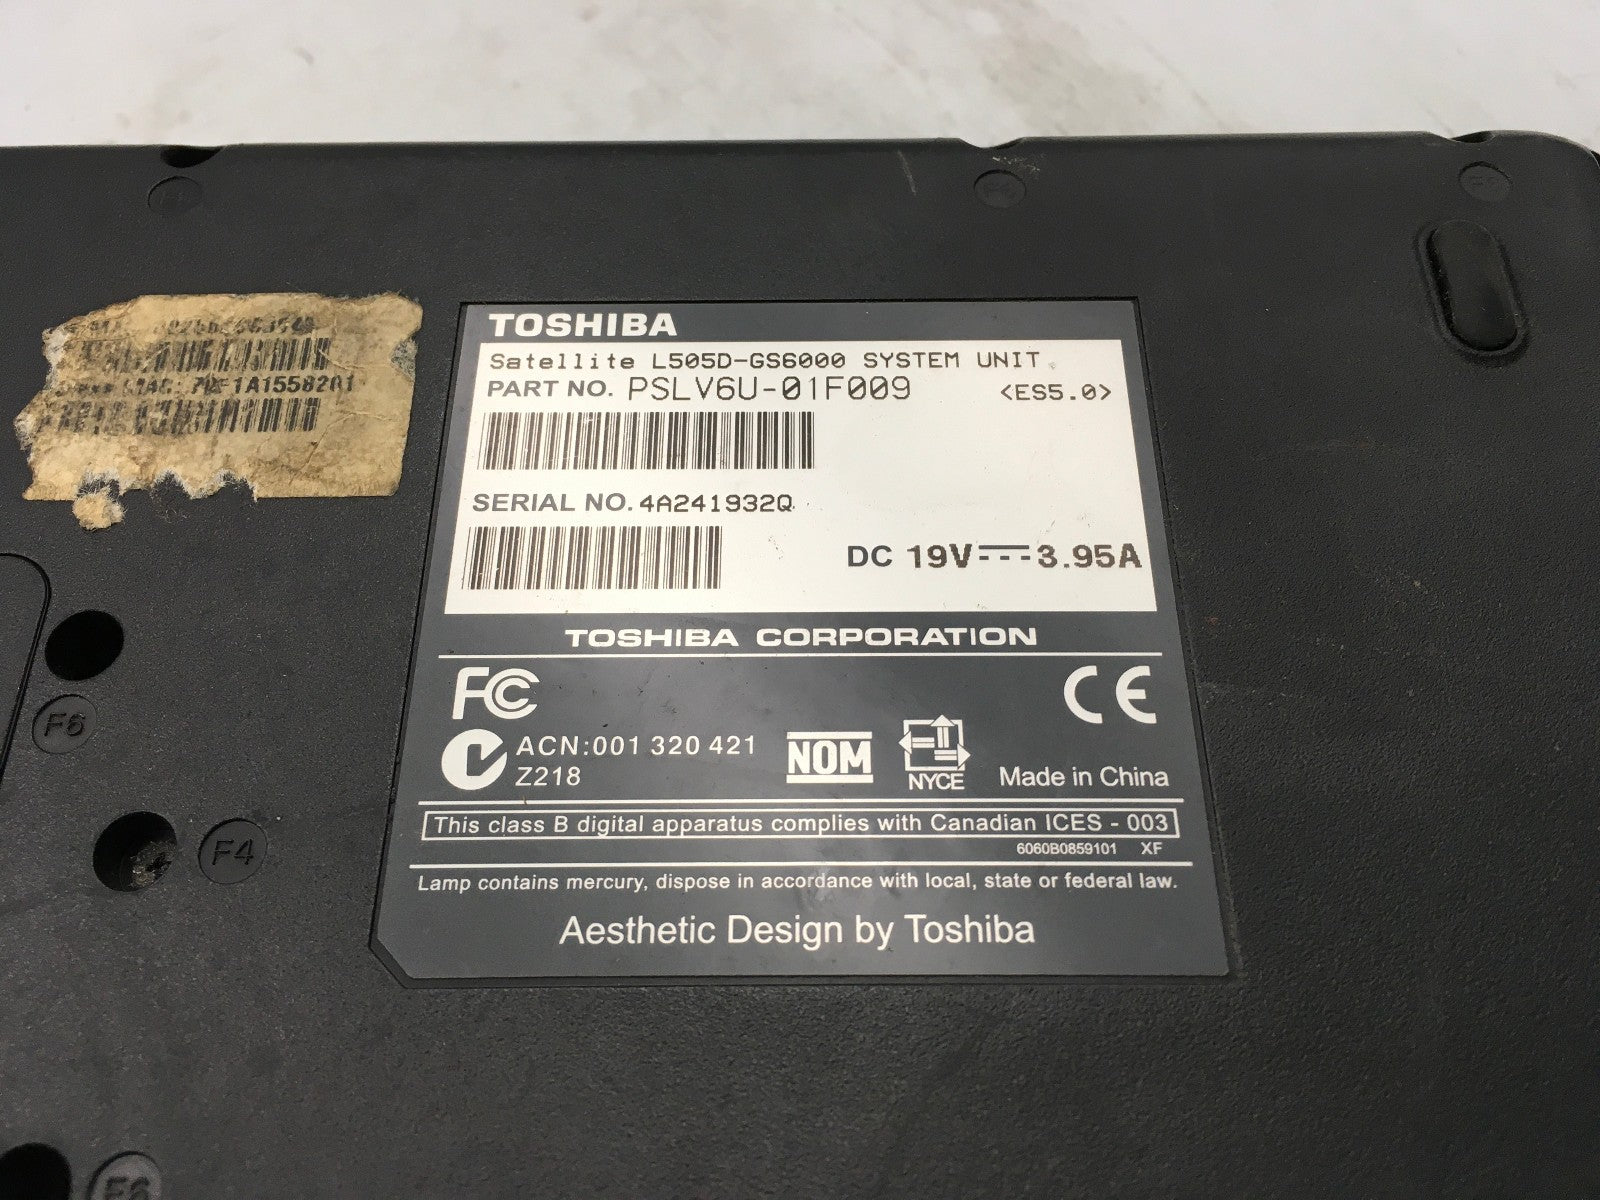 TOSHIBA
Satellite L505D-GS6000 SYSTEM UNIT
PART NO. PSLV6U-01F009 <ES5.0>
SERIAL NO. 4A241932Q
DC 19V 3.95A
TOSHIBA CORPORATION
FC
CE
ACN:001 320 421
Z218
NOM
NYCE
Made in China
This class B digital apparatus complies with Canadian ICES - 003
6060B0859101 XF
Lamp contains mercury, dispose in accordance with local, state or federal law.
Aesthetic Design by Toshiba
F6
F4
F6